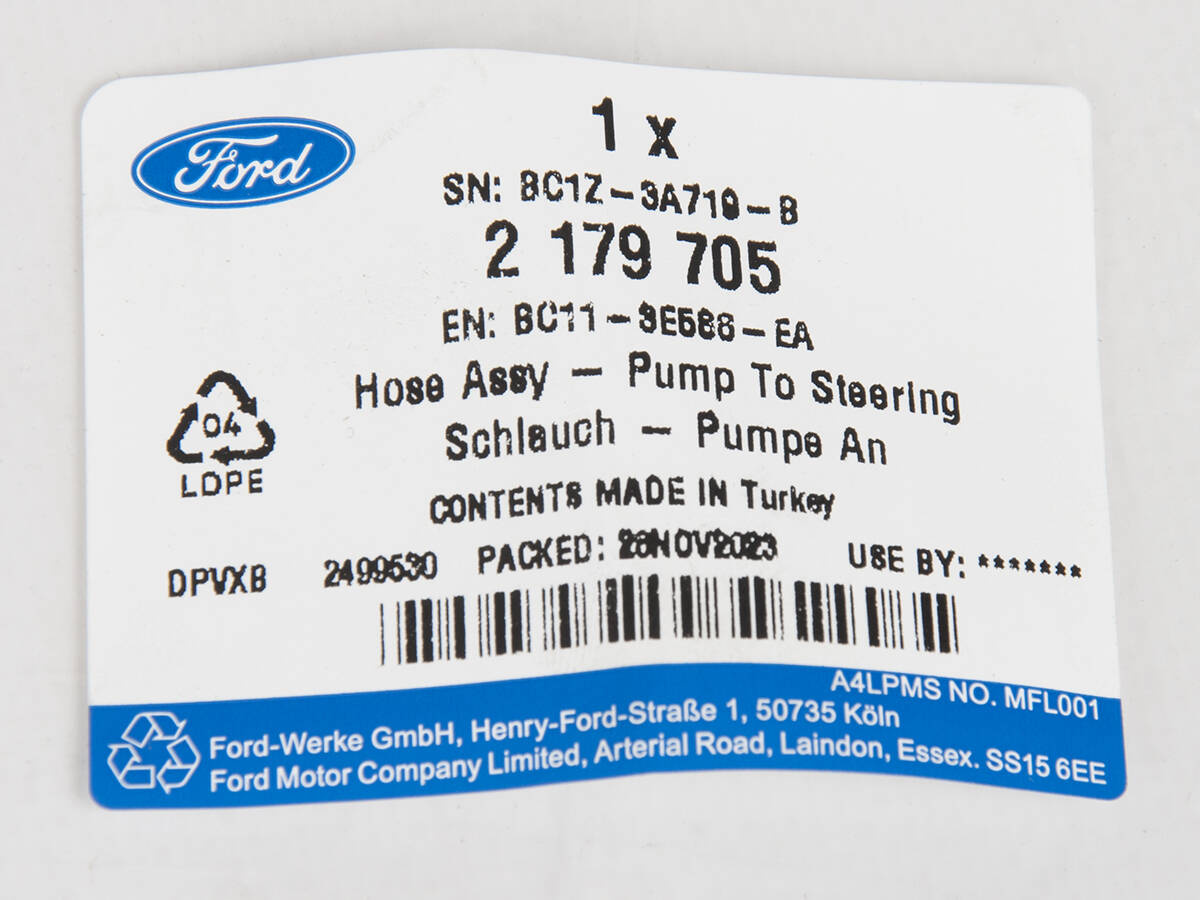 Ford
1 x
SN: BC1Z-3A719-B
2 179 705
EN: BC11-3E586-EA
Hose Assy - Pump To Steering
Schlauch - Pumpe An
04
LDPE
CONTENTS MADE IN Turkey
DPVXB 2499530 PACKED: USE BY: *******
A4LPMS NO. MFL001
Ford-Werke GmbH, Henry-Ford-Straße 1, 50735 Köln
Ford Motor Company Limited, Arterial Road, Laindon, Essex. SS15 6EE